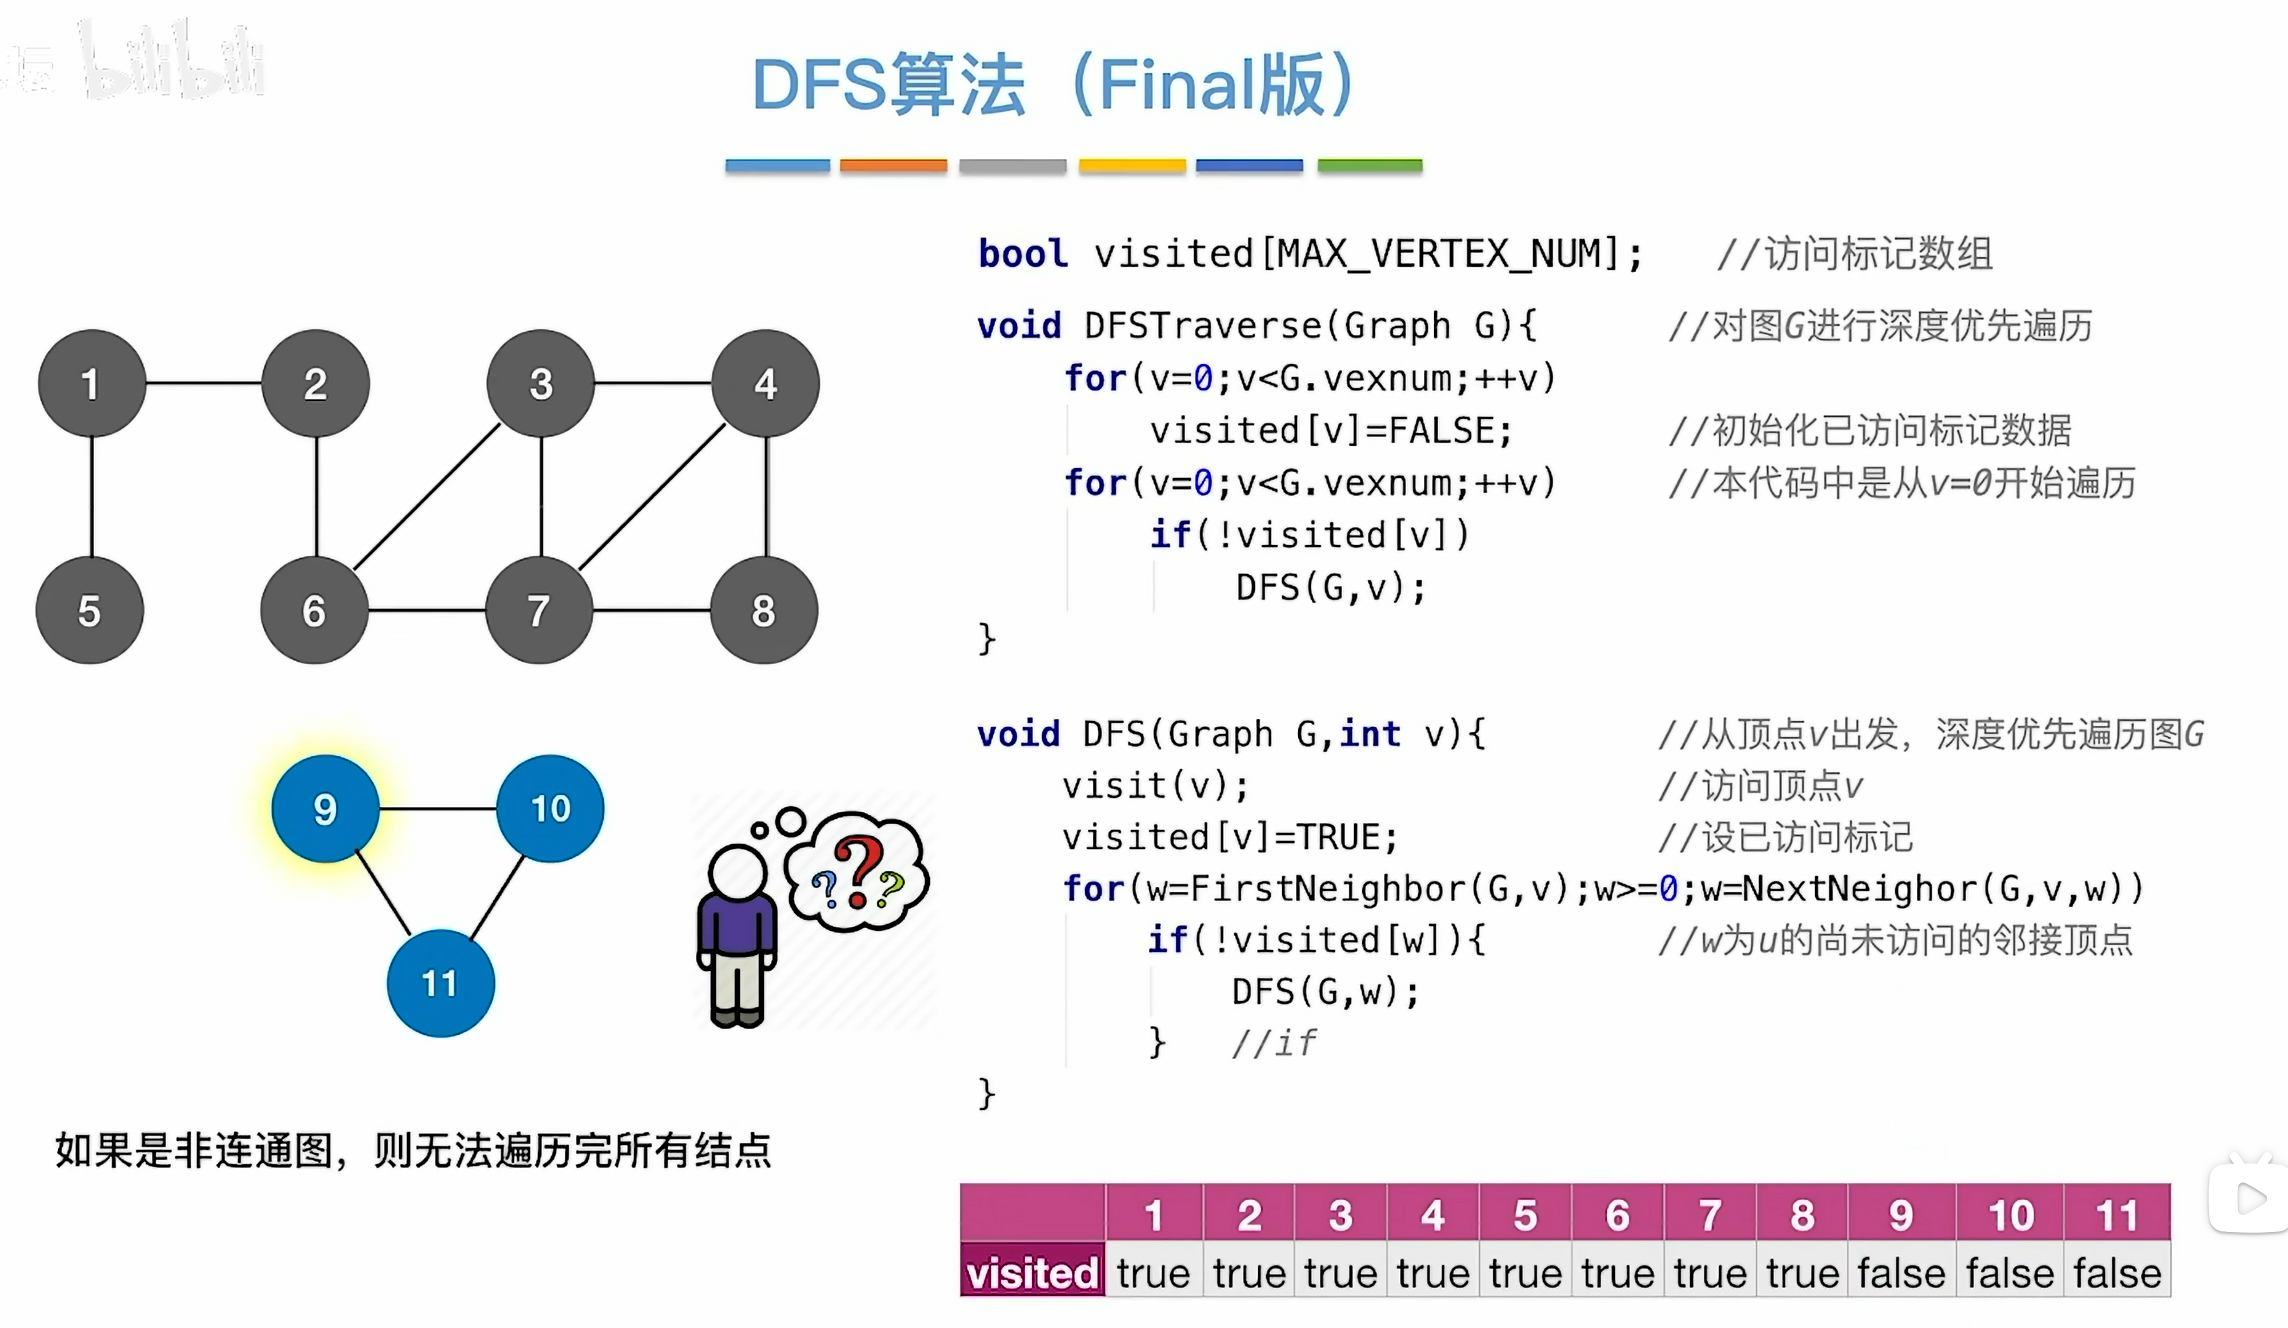 坛 bilibili
DFS算法（Final版）
bool visited[MAX_VERTEX_NUM]; //访问标记数组
void DFSTraverse(Graph G){ //对图G进行深度优先遍历
for(v=0;v<G.vexnum;++v)
visited[v]=FALSE; //初始化已访问标记数据
for(v=0;v<G.vexnum;++v) //本代码中是从v=0开始遍历
if(!visited[v])
DFS(G,v);
}
void DFS(Graph G,int v){ //从顶点v出发，深度优先遍历图G
visit(v); //访问顶点v
visited[v]=TRUE; //设已访问标记
for(w=FirstNeighbor(G,v);w>=0;w=NextNeighor(G,v,w))
if(!visited[w]){ //w为u的尚未访问的邻接顶点
DFS(G,w);
} //if
}
1 2 3 4
5 6 7 8
9 10
11
? ? ?
如果是非连通图，则无法遍历完所有结点
1 2 3 4 5 6 7 8 9 10 11
visited true true true true true true true true false false false